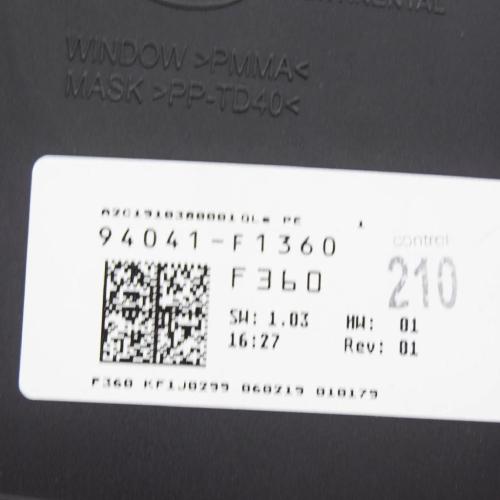 WINDOW >PMMA<
MASK >PP-TD40<
94041-F1360
F360
control
210
SW: 1.03 HW: 01
16:27 Rev: 01
F360 KF1J0299 060219 010179